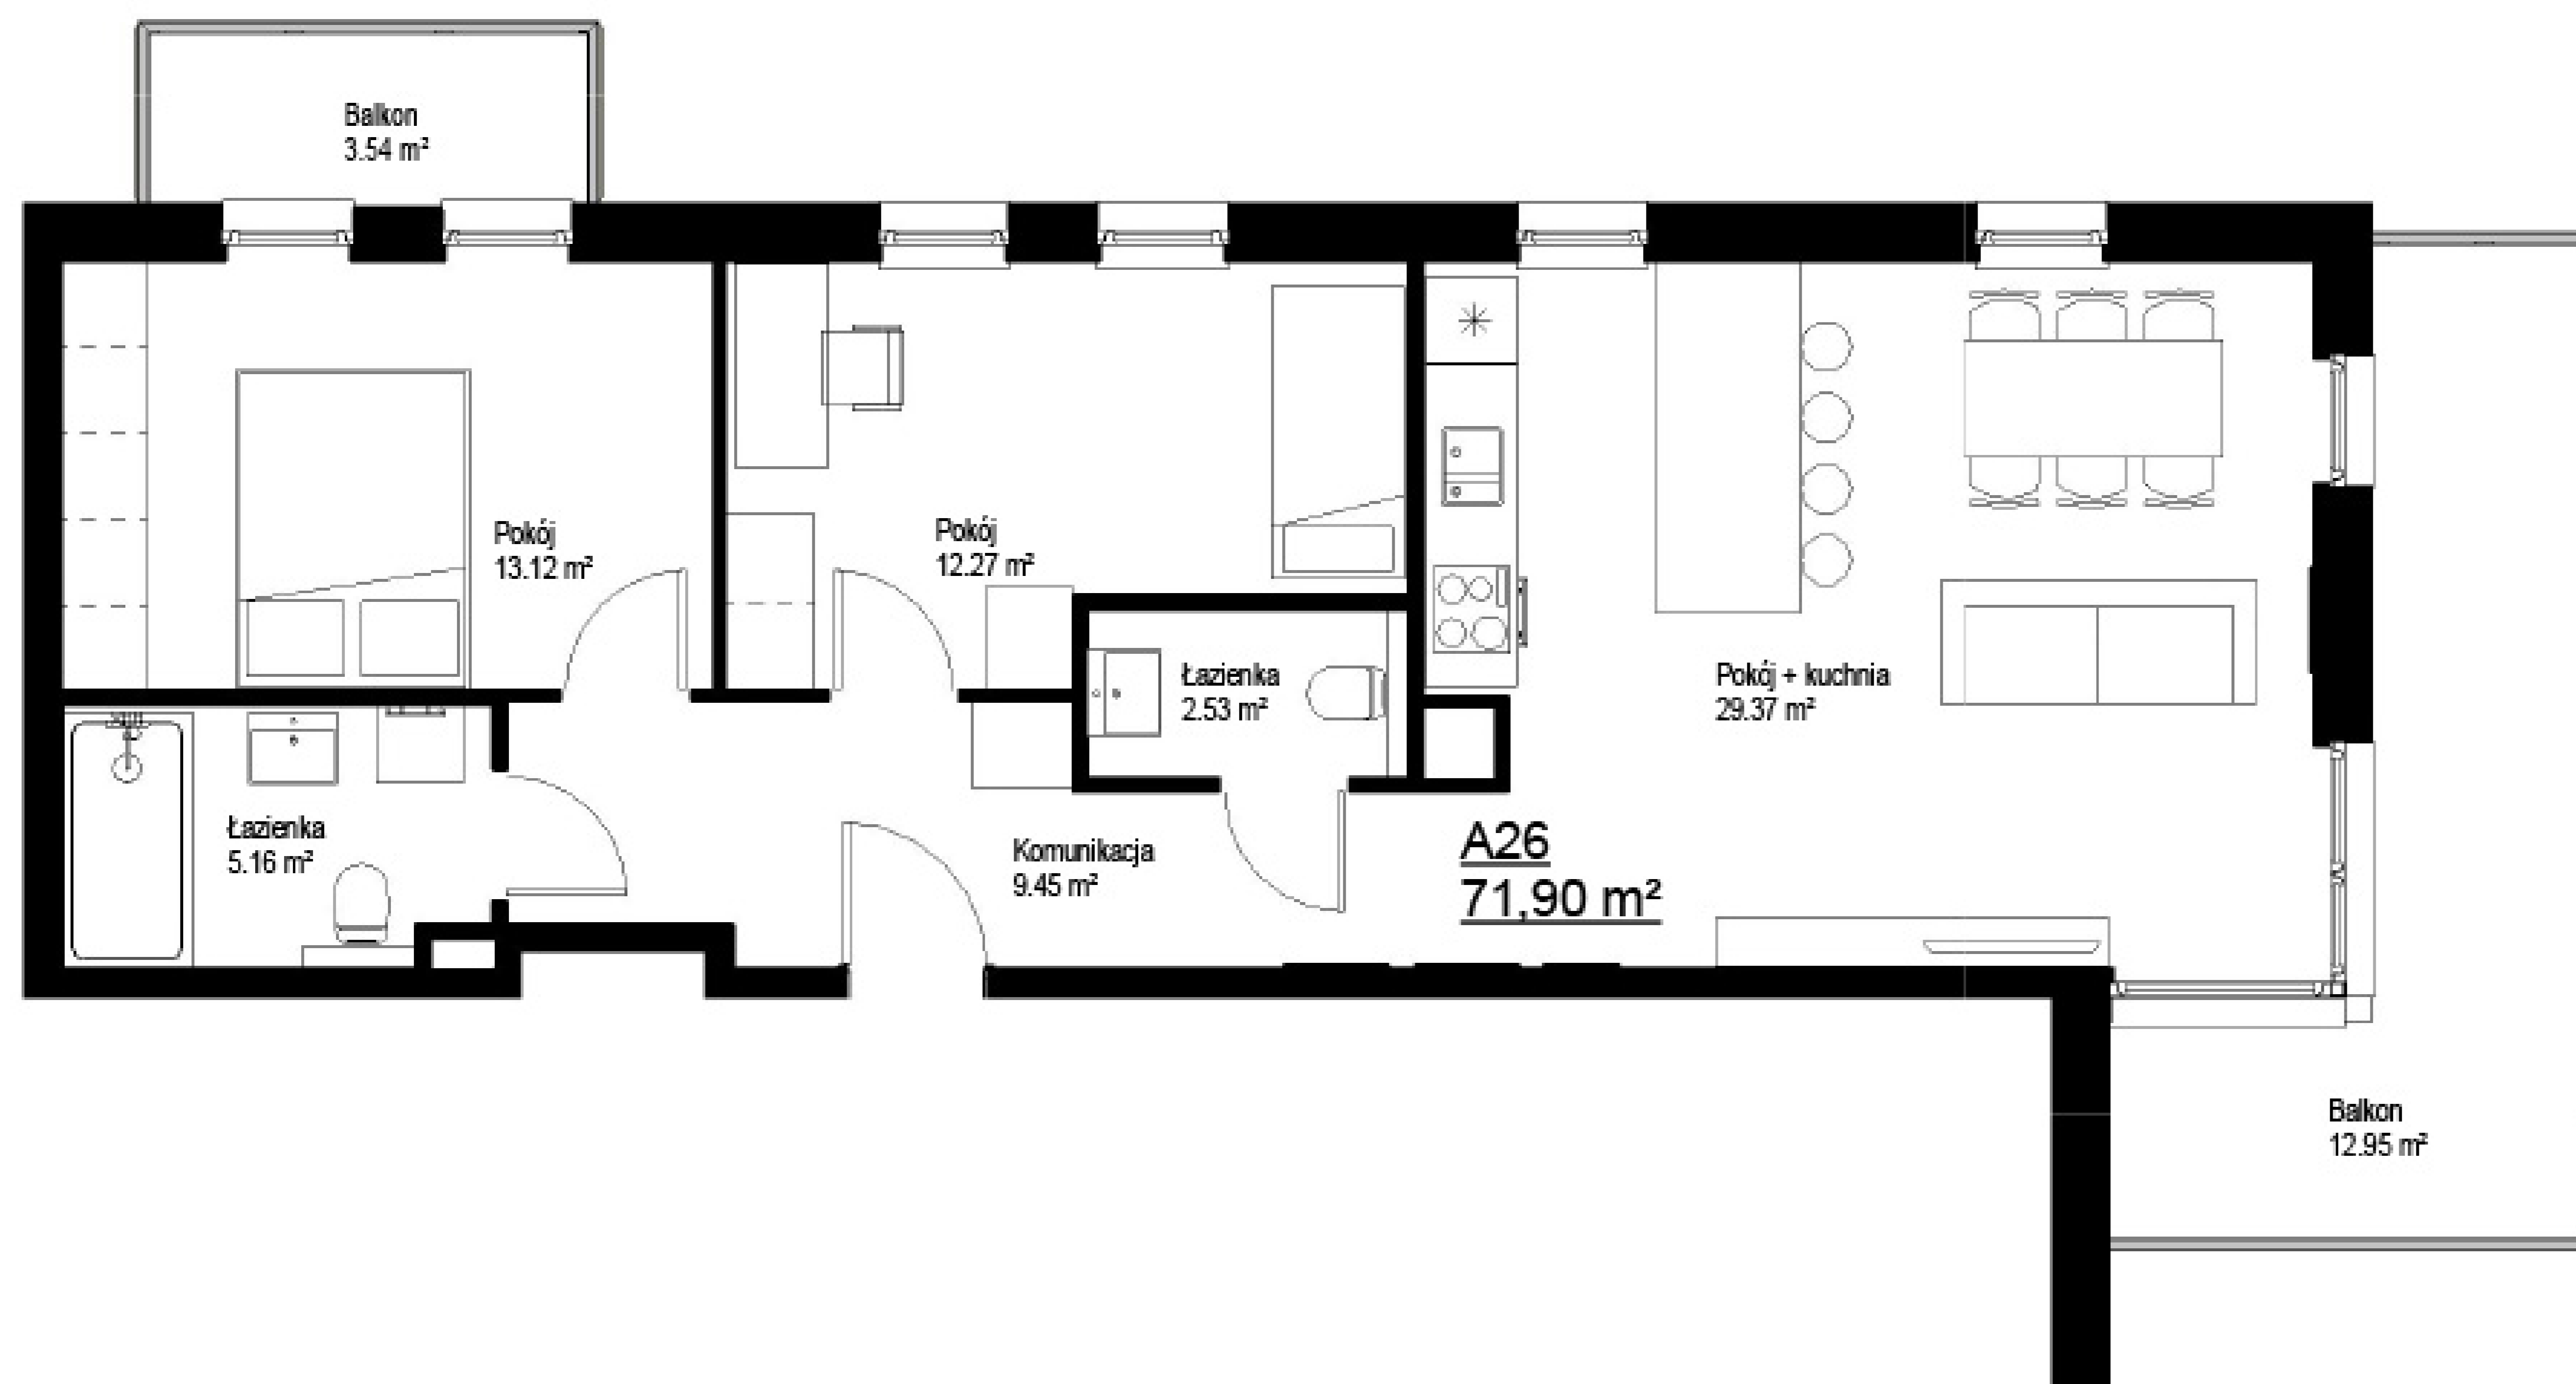 Balkon
3.54 m²
Pokój
13.12 m²
Pokój
12.27 m²
Łazienka
2.53 m²
Pokój + kuchnia
29.37 m²
Łazienka
5.16 m²
Komunikacja
9.45 m²
A26
71,90 m²
Balkon
12.95 m²